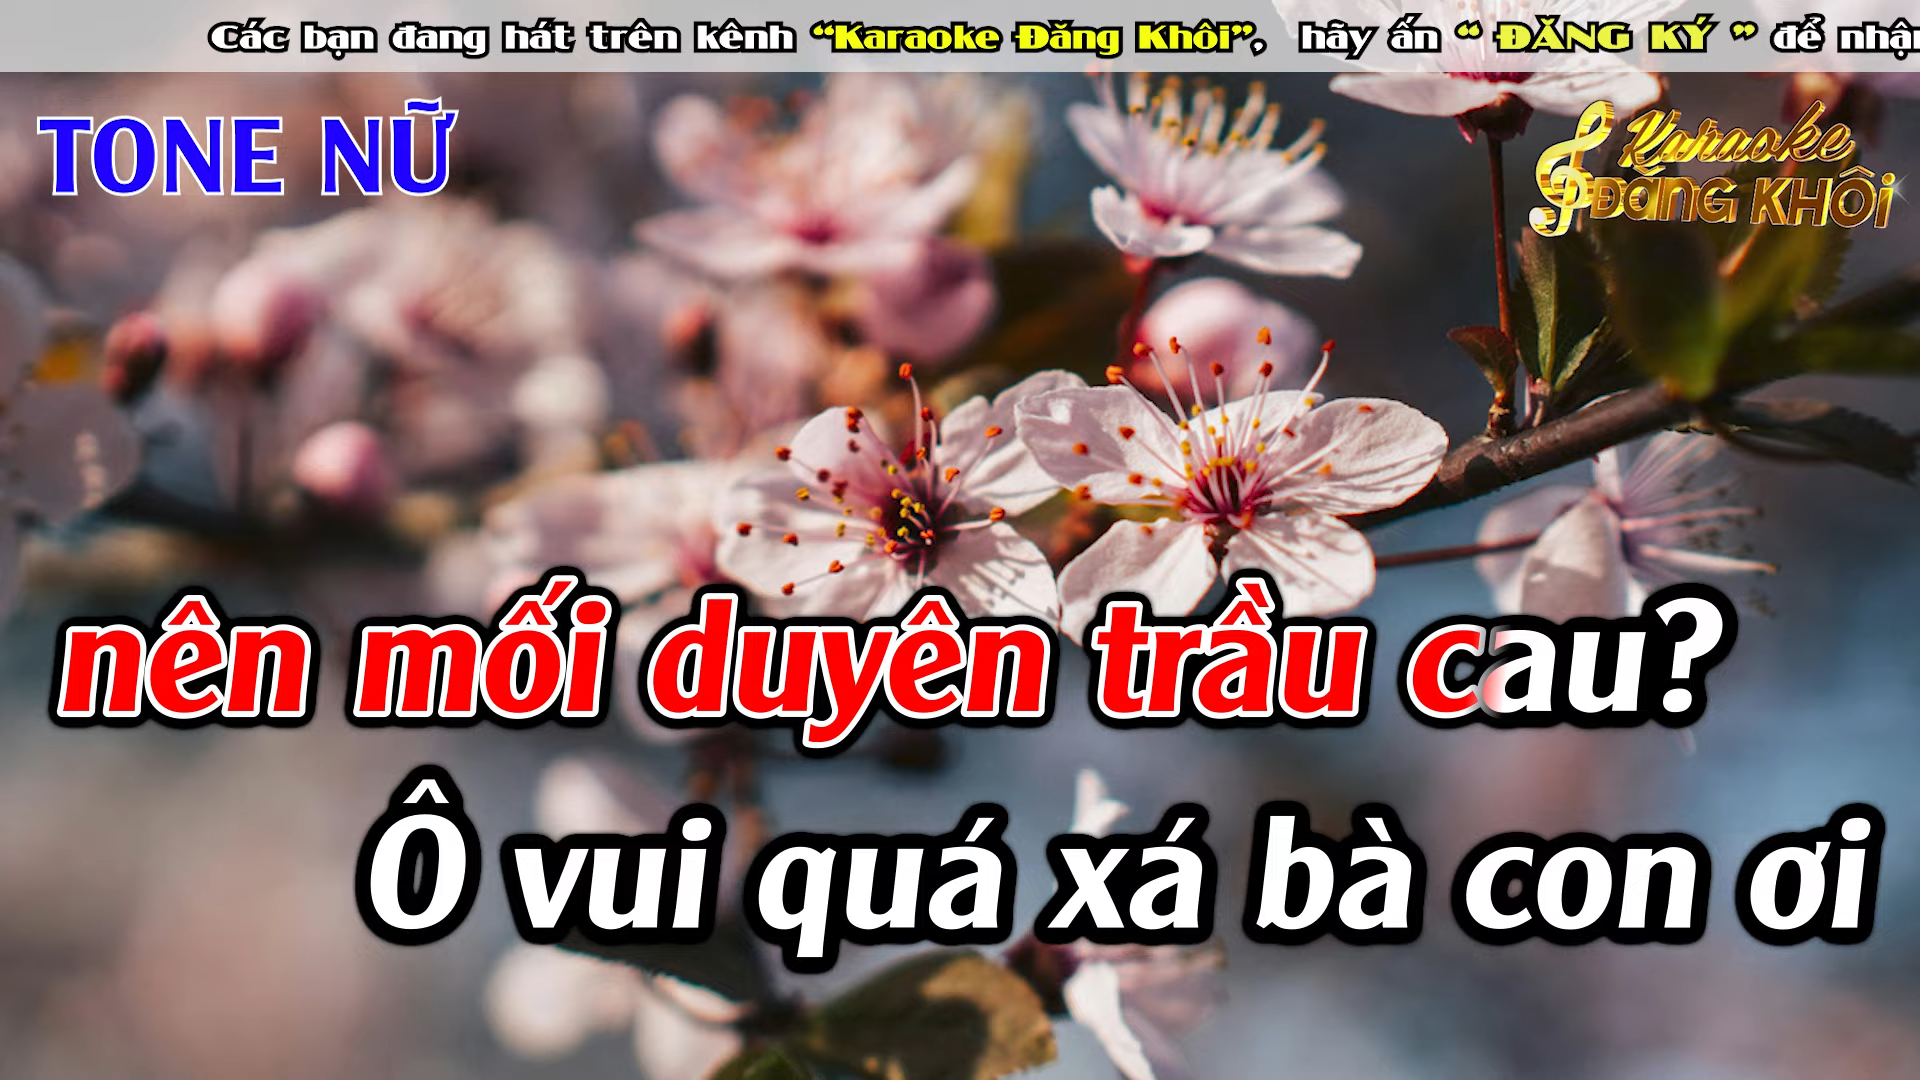 Các bạn đang hát trên kênh “Karaoke Đăng Khôi”, hãy ấn “ ĐĂNG KÝ ” để nhận
TONE NỮ
Karaoke
ĐĂNG KHÔI
nên mối duyên trầu cau?
Ô vui quá xá bà con ơi